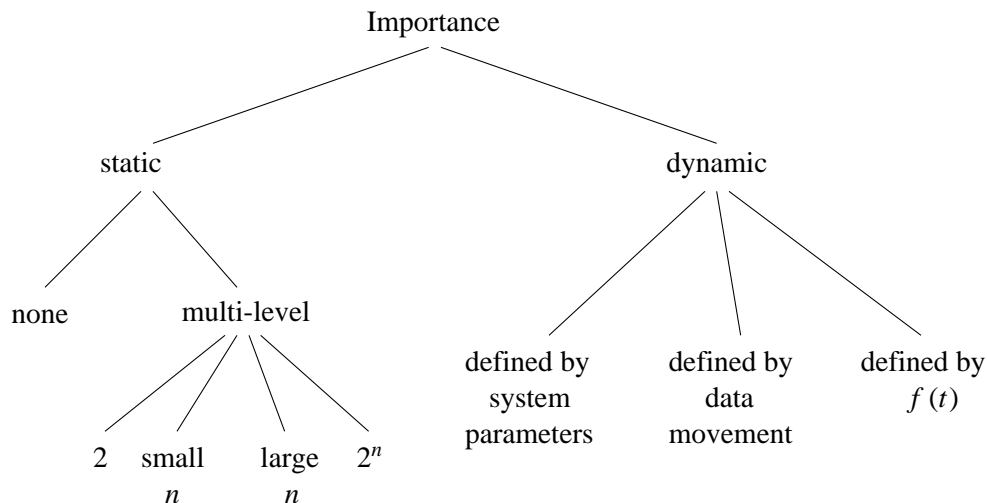 Importance
static
dynamic
none
multi-level
defined by
system
parameters
defined by
data
movement
defined by
f (t)
2
small
n
large
n
2ⁿ